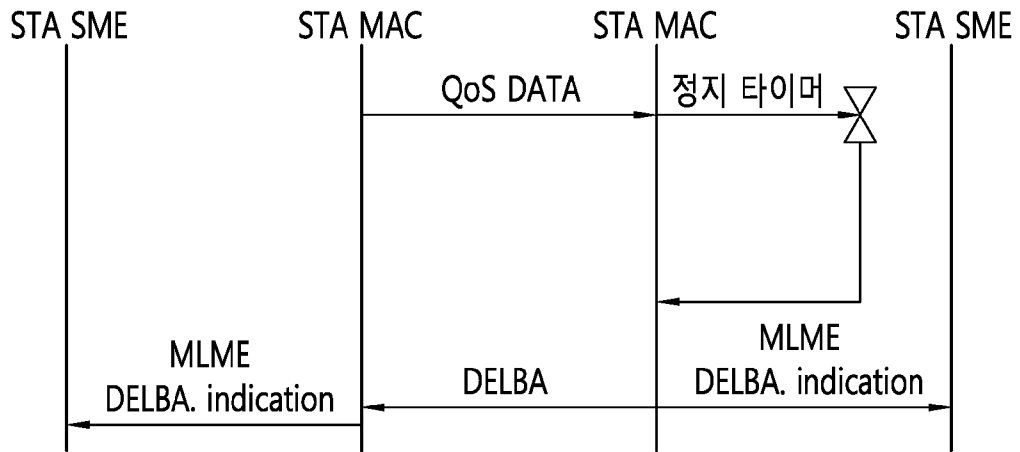 STA SME
STA MAC
STA MAC
STA SME
QoS DATA
정지 타이머
MLME
DELBA. indication
DELBA
MLME
DELBA. indication